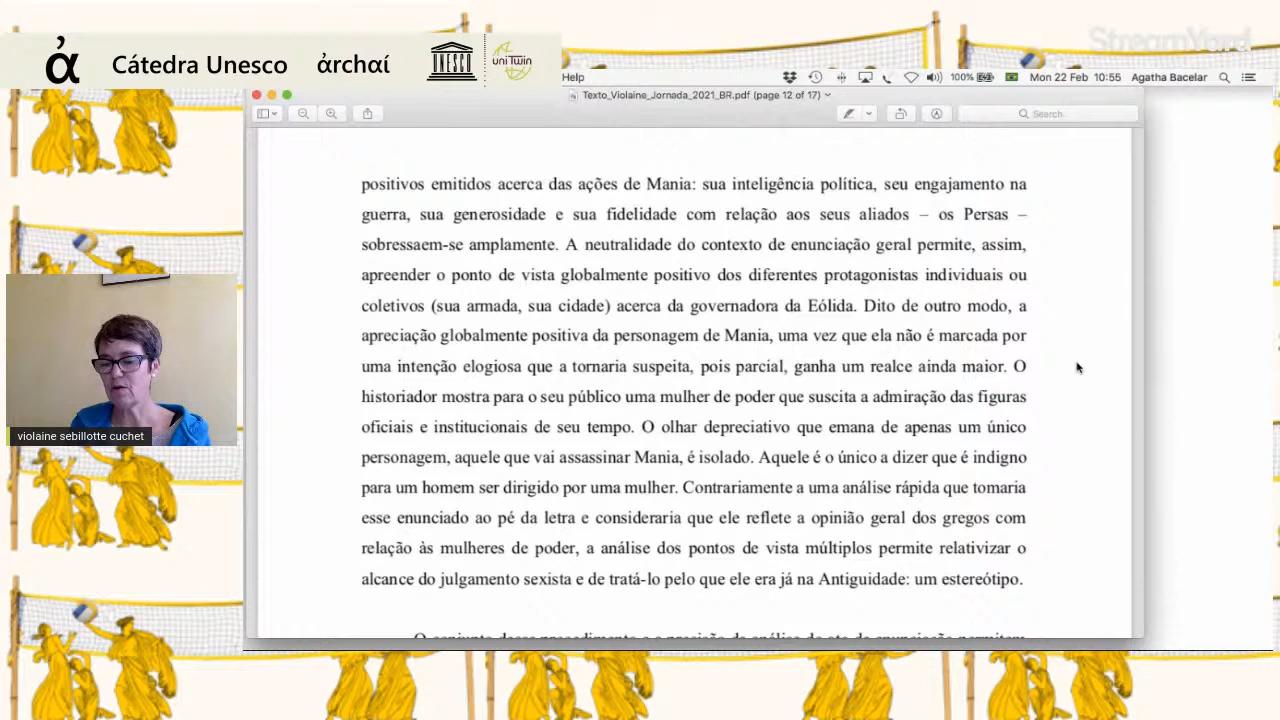 StreamYard
ἀ
Cátedra Unesco
ἀrchaí
UNESCO
uniTwin
Help
100%
Mon 22 Feb 10:55
Agatha Bacelar
Texto_Violaine_Jornada_2021_BR.pdf (page 12 of 17)
Search
positivos emitidos acerca das ações de Mania: sua inteligência política, seu engajamento na
guerra, sua generosidade e sua fidelidade com relação aos seus aliados – os Persas –
sobressaem-se amplamente. A neutralidade do contexto de enunciação geral permite, assim,
apreender o ponto de vista globalmente positivo dos diferentes protagonistas individuais ou
coletivos (sua armada, sua cidade) acerca da governadora da Eólida. Dito de outro modo, a
apreciação globalmente positiva da personagem de Mania, uma vez que ela não é marcada por
uma intenção elogiosa que a tornaria suspeita, pois parcial, ganha um realce ainda maior. O
historiador mostra para o seu público uma mulher de poder que suscita a admiração das figuras
oficiais e institucionais de seu tempo. O olhar depreciativo que emana de apenas um único
personagem, aquele que vai assassinar Mania, é isolado. Aquele é o único a dizer que é indigno
para um homem ser dirigido por uma mulher. Contrariamente a uma análise rápida que tomaria
esse enunciado ao pé da letra e consideraria que ele reflete a opinião geral dos gregos com
relação às mulheres de poder, a análise dos pontos de vista múltiplos permite relativizar o
alcance do julgamento sexista e de tratá-lo pelo que ele era já na Antiguidade: um estereótipo.
violaine sebillotte cuchet